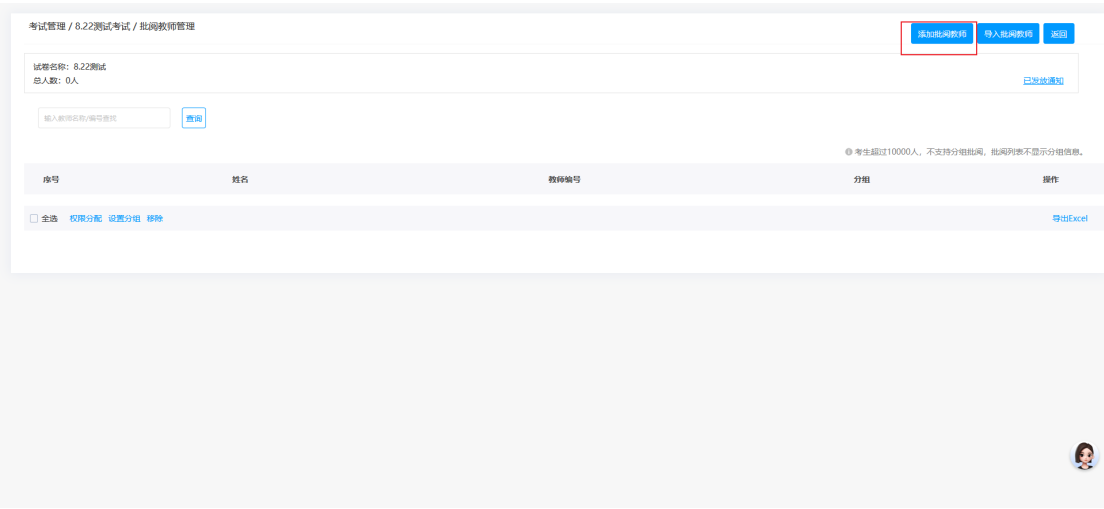 考试管理 / 8.22测试考试 / 批阅教师管理
添加批阅教师 导入批阅教师 返回
试卷名称: 8.22测试
总人数: 0人
已发放通知
输入教师名称/编号查找 查询
考生超过10000人, 不支持分组批阅, 批阅列表不显示分组信息。
序号 姓名 教师编号 分组 操作
全选 权限分配 设置分组 移除 导出Excel